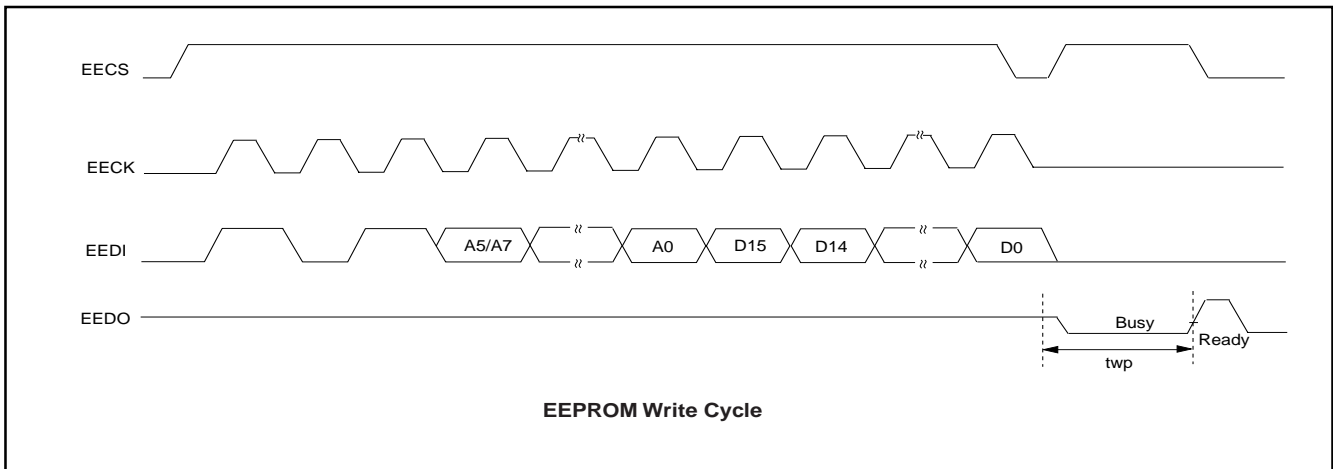 EECS
EECK
EEDI
A5/A7
A0
D15
D14
D0
EEDO
Busy
Ready
twp
EEPROM Write Cycle